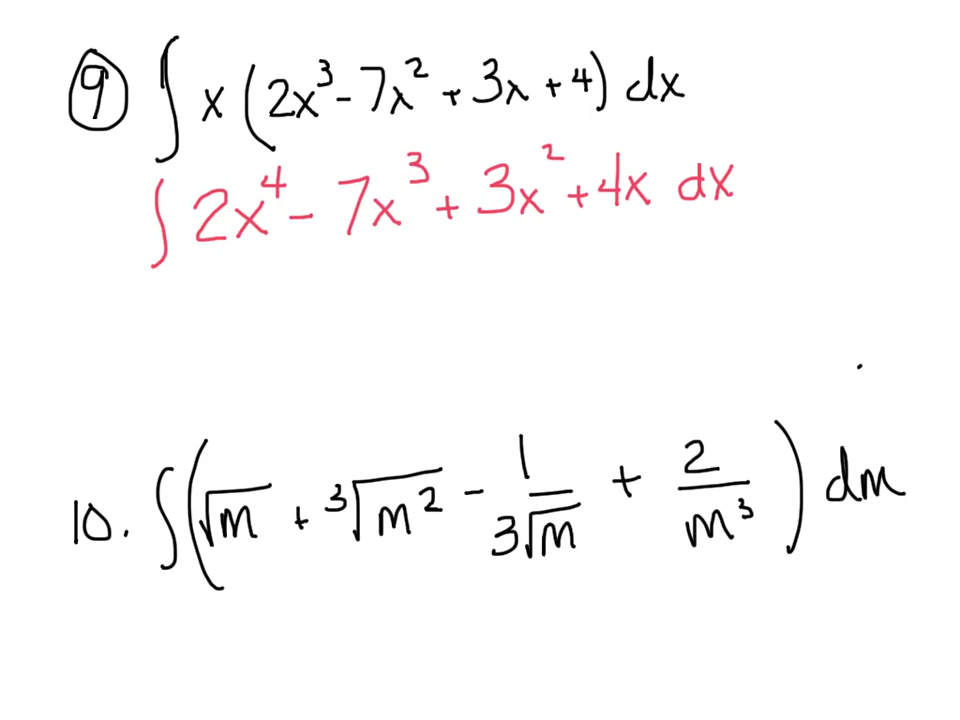 ⑨ ∫ x (2x³ - 7x² + 3x + 4) dx
∫ 2x⁴ - 7x³ + 3x² + 4x dx
10. ∫ (√m + ³√m² - 1/(3√m) + 2/m³) dm